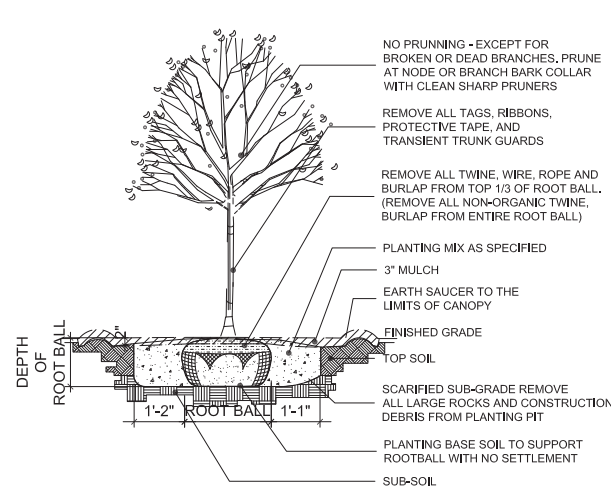 NO PRUNNING - EXCEPT FOR
BROKEN OR DEAD BRANCHES. PRUNE
AT NODE OR BRANCH BARK COLLAR
WITH CLEAN SHARP PRUNERS
REMOVE ALL TAGS, RIBBONS,
PROTECTIVE TAPE, AND
TRANSIENT TRUNK GUARDS
REMOVE ALL TWINE, WIRE, ROPE AND
BURLAP FROM TOP 1/3 OF ROOT BALL.
(REMOVE ALL NON-ORGANIC TWINE,
BURLAP FROM ENTIRE ROOT BALL)
PLANTING MIX AS SPECIFIED
3" MULCH
EARTH SAUCER TO THE
LIMITS OF CANOPY
FINISHED GRADE
TOP SOIL
SCARIFIED SUB-GRADE REMOVE
ALL LARGE ROCKS AND CONSTRUCTION
DEBRIS FROM PLANTING PIT
PLANTING BASE SOIL TO SUPPORT
ROOTBALL WITH NO SETTLEMENT
SUB-SOIL
DEPTH
OF
ROOT BALL
2"
1'-2" ROOT BALL 1'-1"